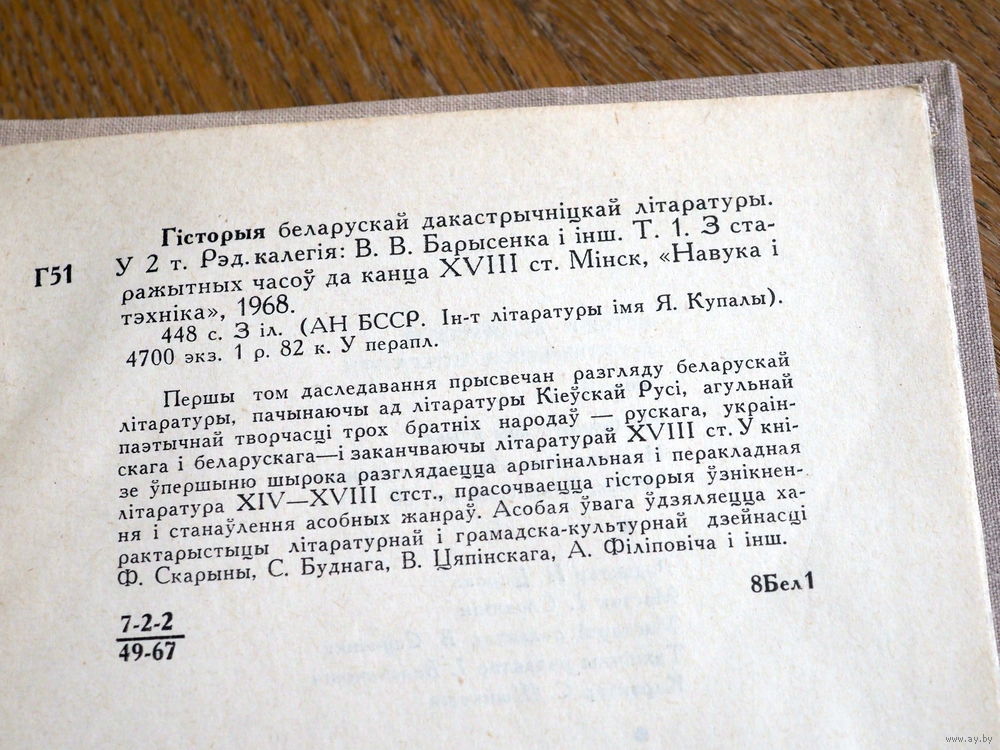 Гісторыя беларускай дакастрычніцкай літаратуры.
Г51 У 2 т. Рэд. калегія: В. В. Барысенка і інш. Т. 1. З ста-
ражытных часоў да канца XVIII ст. Мінск, «Навука і
тэхніка», 1968.
448 с. З іл. (АН БССР. Ін-т літаратуры імя Я. Купалы).
4700 экз. 1 р. 82 к. У перапл.
Першы том даследавання прысвечан разгляду беларускай
літаратуры, пачынаючы ад літаратуры Кіеўскай Русі, агульнай
паэтычнай творчасці трох братніх народаў — рускага, украін-
скага і беларускага—і заканчваючы літаратурай XVIII ст. У кні-
зе ўпершыню шырока разглядаецца арыгінальная і перакладная
літаратура XIV—XVIII стст., прасочваецца гісторыя ўзнікнен-
ня і станаўлення асобных жанраў. Асобая ўвага ўдзяляецца ха-
рактарыстыцы літаратурнай і грамадска-культурнай дзейнасці
Ф. Скарыны, С. Буднага, В. Цяпінскага, А. Філіповіча і інш.
8Бел1
7-2-2
49-67
www.ay.by